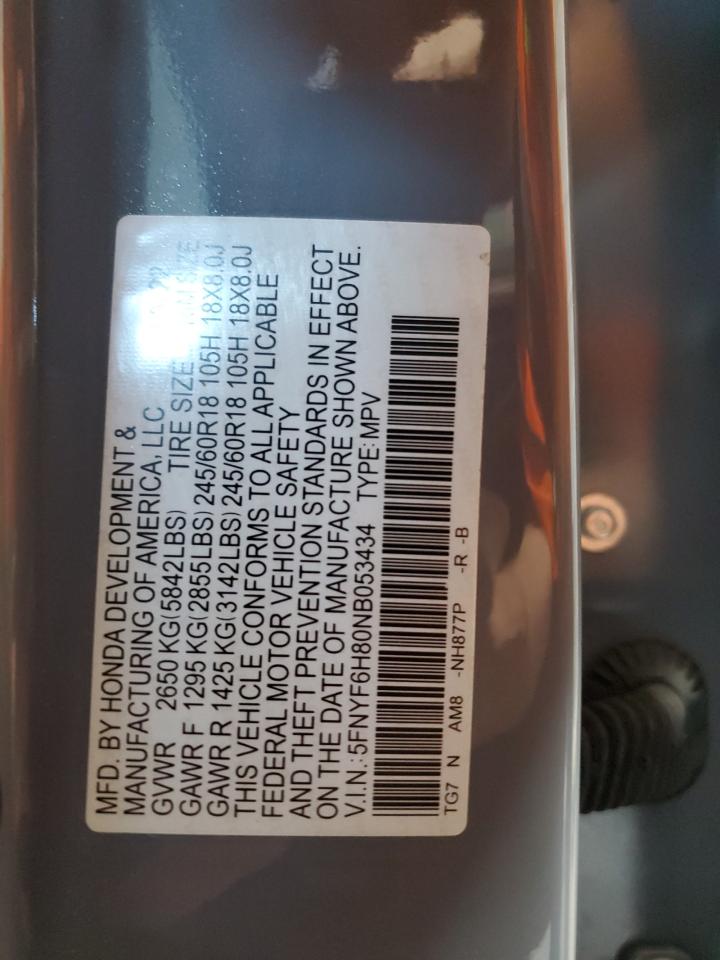 MFD. BY HONDA DEVELOPMENT &
MANUFACTURING OF AMERICA, LLC
GVWR 2650 KG(5842LBS) TIRE SIZE RIM SIZE
GAWR F 1295 KG(2855LBS) 245/60R18 105H 18X8.0J
GAWR R 1425 KG(3142LBS) 245/60R18 105H 18X8.0J
THIS VEHICLE CONFORMS TO ALL APPLICABLE
FEDERAL MOTOR VEHICLE SAFETY
AND THEFT PREVENTION STANDARDS IN EFFECT
ON THE DATE OF MANUFACTURE SHOWN ABOVE.
V.I.N.:5FNYF6H80NB053434 TYPE:MPV
TG7 N AM8 -NH877P -R -B